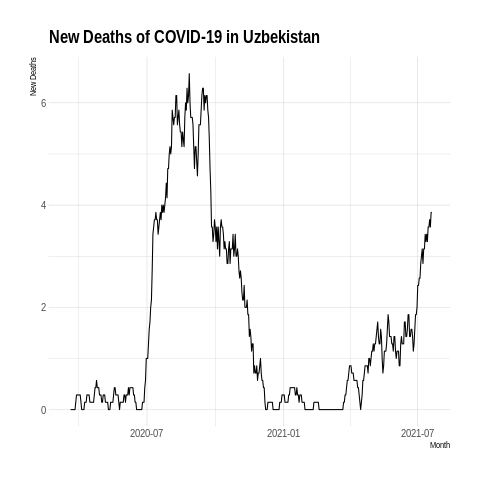 New Deaths of COVID-19 in Uzbekistan
New Deaths
6
4
2
0
2020-07
2021-01
2021-07
Month